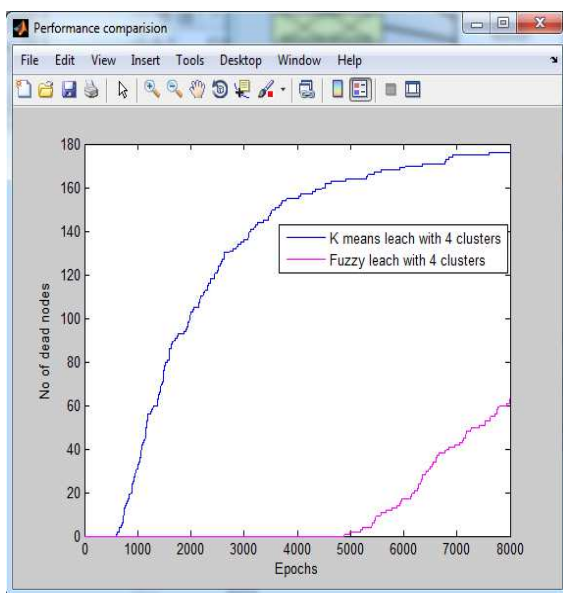 Performance comparision
File Edit View Insert Tools Desktop Window Help
180
160
140
120
100
80
60
40
20
0
No of dead nodes
K means leach with 4 clusters
Fuzzy leach with 4 clusters
0 1000 2000 3000 4000 5000 6000 7000 8000
Epochs